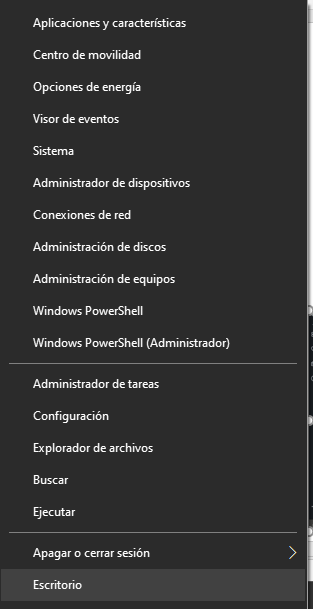 Aplicaciones y características
Centro de movilidad
Opciones de energía
Visor de eventos
Sistema
Administrador de dispositivos
Conexiones de red
Administración de discos
Administración de equipos
Windows PowerShell
Windows PowerShell (Administrador)
Administrador de tareas
Configuración
Explorador de archivos
Buscar
Ejecutar
Apagar o cerrar sesión
Escritorio